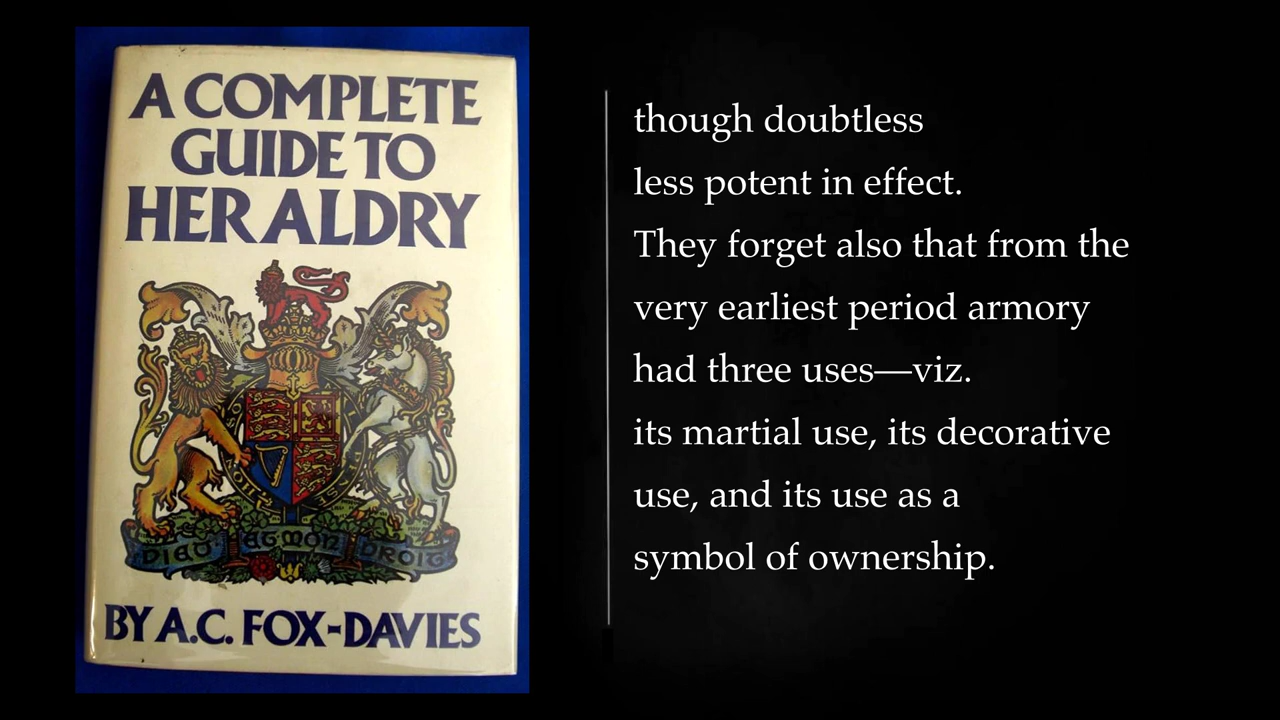 A COMPLETE
GUIDE TO
HERALDRY
DIEU ET MON DROIT
BY A.C. FOX-DAVIES
though doubtless
less potent in effect.
They forget also that from the
very earliest period armory
had three uses—viz.
its martial use, its decorative
use, and its use as a
symbol of ownership.